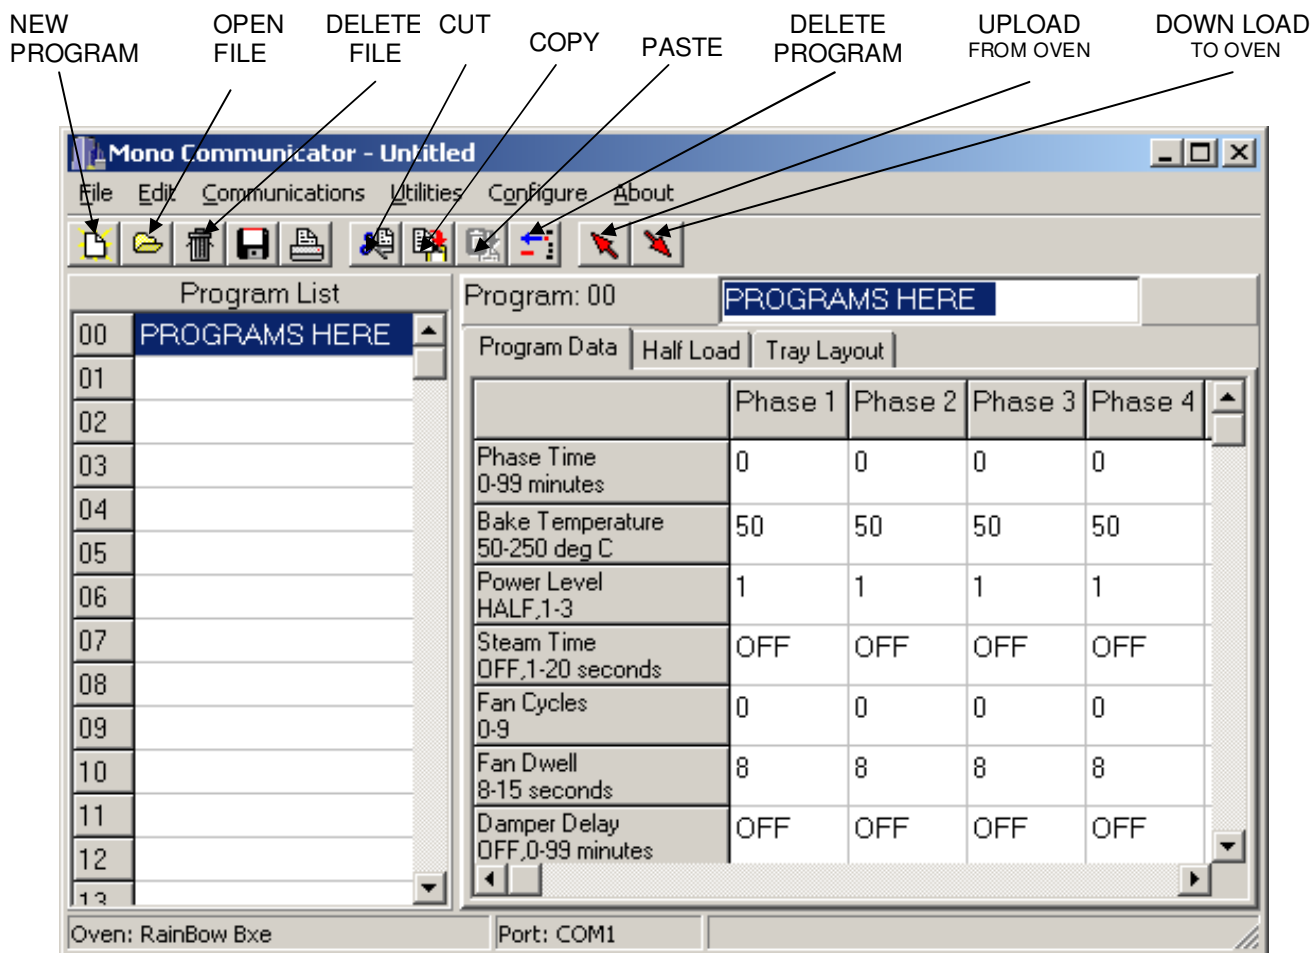 NEW PROGRAM
OPEN FILE
DELETE FILE
CUT
COPY
PASTE
DELETE PROGRAM
UPLOAD FROM OVEN
DOWN LOAD TO OVEN
Mono Communicator - Untitled
File Edit Communications Utilities Configure About
Program List
00 PROGRAMS HERE
01
02
03
04
05
06
07
08
09
10
11
12
13
Program: 00 PROGRAMS HERE
Program Data Half Load Tray Layout
Phase 1 Phase 2 Phase 3 Phase 4
Phase Time
0-99 minutes
0 0 0 0
Bake Temperature
50-250 deg C
50 50 50 50
Power Level
HALF,1-3
1 1 1 1
Steam Time
OFF,1-20 seconds
OFF OFF OFF OFF
Fan Cycles
0-9
0 0 0 0
Fan Dwell
8-15 seconds
8 8 8 8
Damper Delay
OFF,0-99 minutes
OFF OFF OFF OFF
Oven: RainBow Bxe Port: COM1